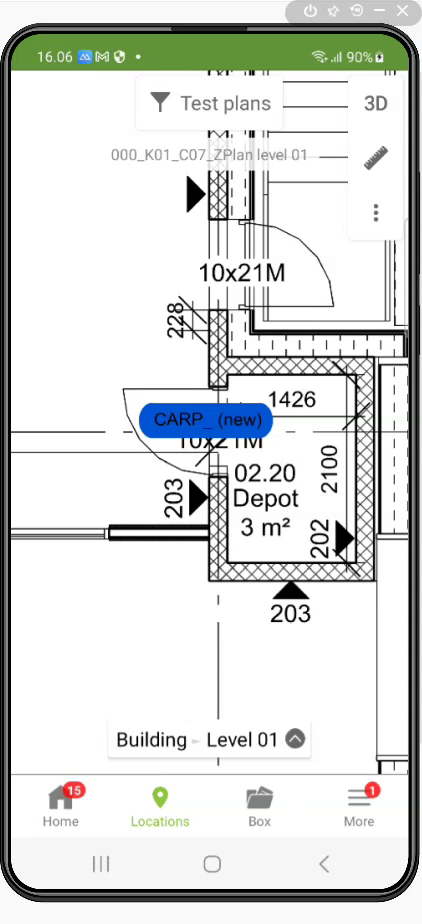 16.06
90%
Test plans
3D
000_K01_C07_ZPlan level 01
10x21M
228
1426
CARP_ (new)
10x21M
2100
02.20
Depot
3 m²
203
202
203
Building - Level 01
15
1
Home
Locations
Box
More